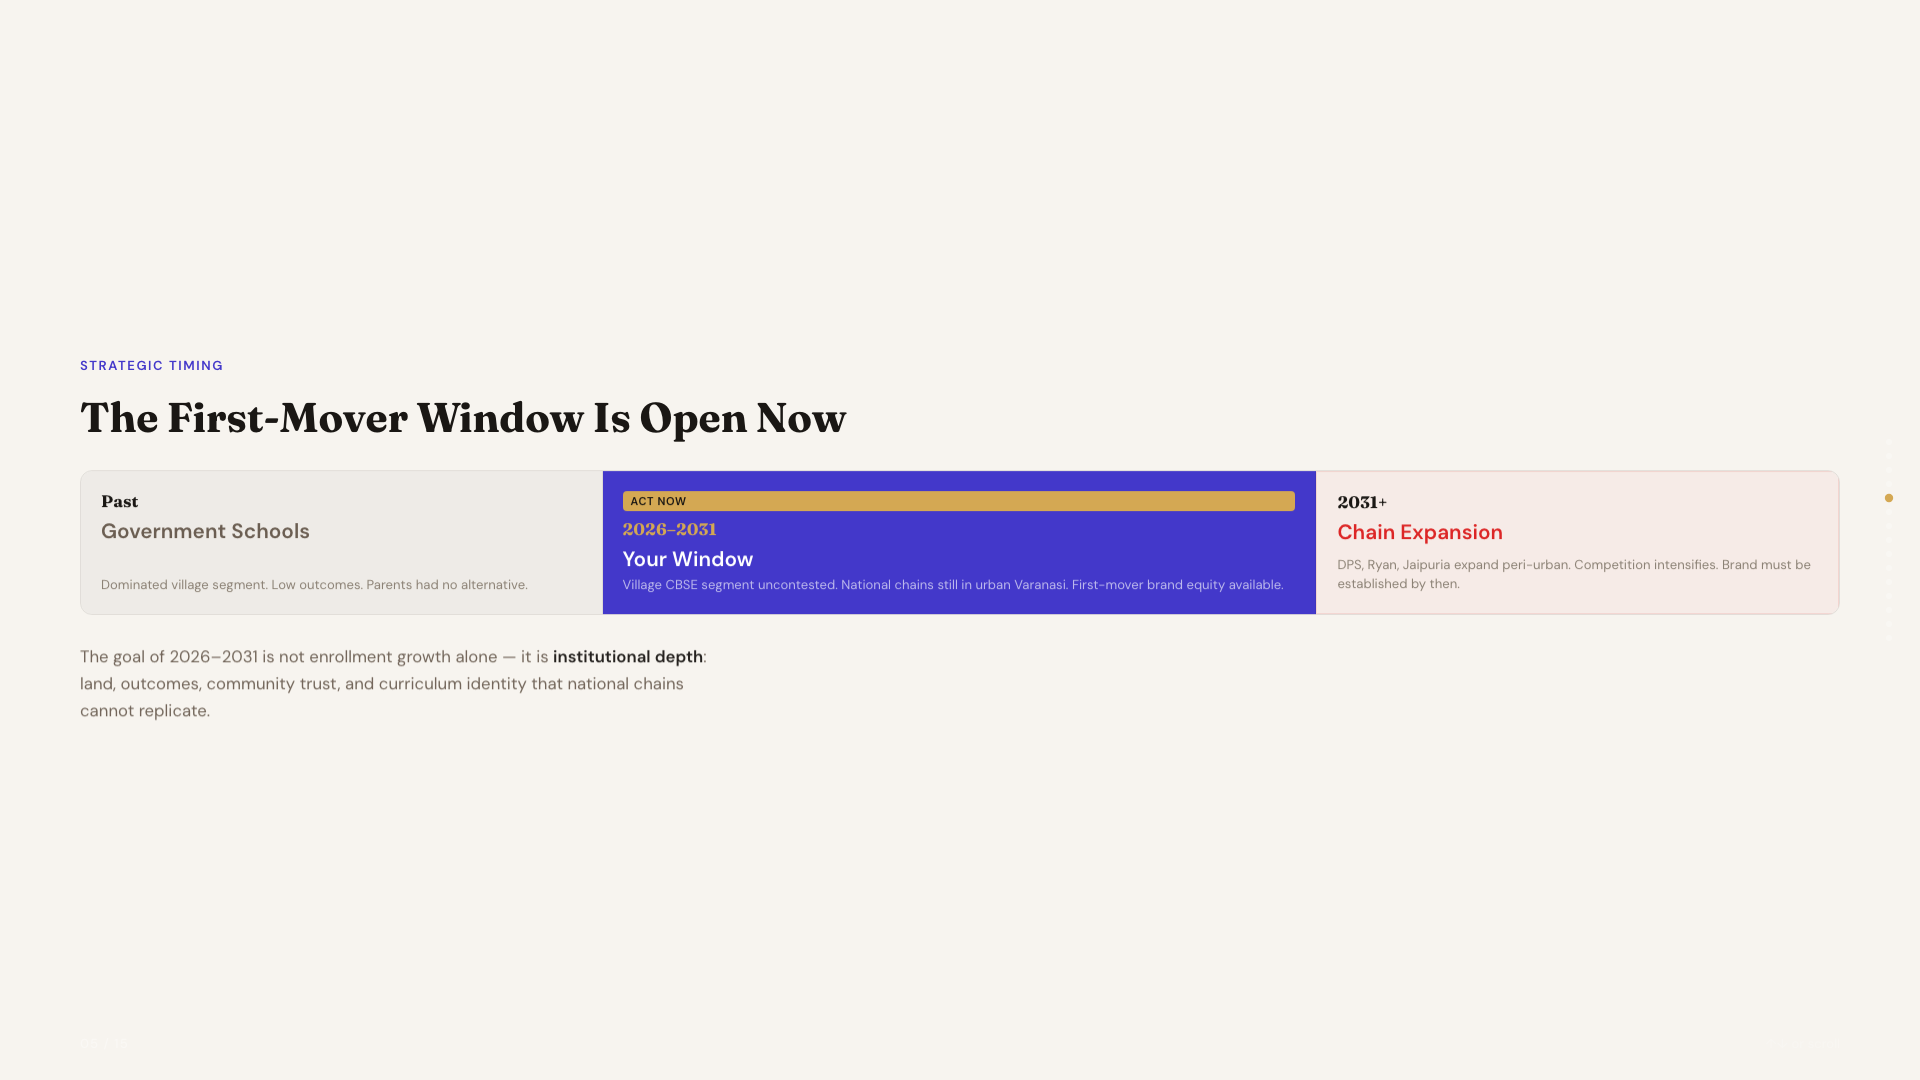 STRATEGIC TIMING
The First-Mover Window Is Open Now
Past
Government Schools
Dominated village segment. Low outcomes. Parents had no alternative.
ACT NOW
2026–2031
Your Window
Village CBSE segment uncontested. National chains still in urban Varanasi. First-mover brand equity available.
2031+
Chain Expansion
DPS, Ryan, Jaipuria expand peri-urban. Competition intensifies. Brand must be
established by then.
The goal of 2026–2031 is not enrollment growth alone — it is institutional depth:
land, outcomes, community trust, and curriculum identity that national chains
cannot replicate.